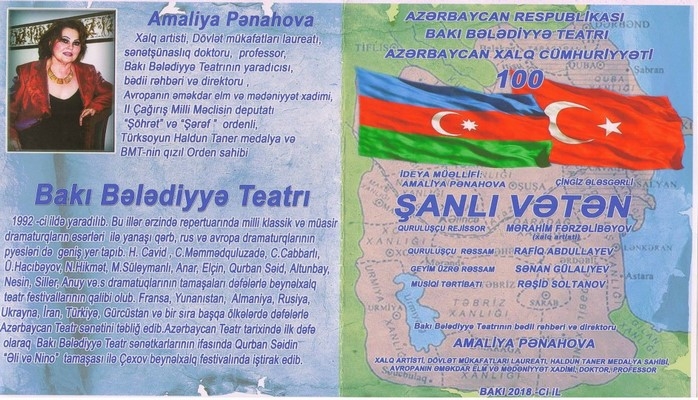 Amaliya Pənahova
Xalq artisti, Dövlət mükafatları laureatı,
sənətşünaslıq doktoru, professor,
Bakı Bələdiyyə Teatrının yaradıcısı,
bədii rəhbəri və direktoru ,
Avropanın əməkdar elm və mədəniyyət xadimi,
II Çağırış Milli Məclisin deputatı
"Şöhrət" və "Şərəf " ordenli,
Türksoyun Haldun Taner medalya və
BMT-nin qızıl Orden sahibi
Bakı Bələdiyyə Teatrı
1992 -ci ildə yaradılıb. Bu illər ərzində repertuarında milli klassik və müasir
dramaturqların əsərləri ilə yanaşı qərb, rus və avropa dramaturqlarının
pyesləri də geniş yer tapıb. H. Cavid , C.Məmmədquluzadə, C.Cabbarlı,
Ü.Hacıbəyov, N.Hikmət, M.Süleymanlı, Anar, Elçin, Qurban Səid, Altunbay,
Nesin, Siller, Anuy və.s dramatuqlarının tamaşaları dəfələrlə beynəlxalq
teatr festivallarının qalibi olub. Fransa, Yunanıstan, Almaniya, Rusiya,
Ukrayna, İran, Türkiyə, Gürcüstan və bir sıra başqa ölkələrdə dəfələrlə
Azərbaycan Teatr sənətini təbliğ edib.Azərbaycan Teatr tarixində ilk dəfə
olaraq Bakı Bələdiyyə Teatr sənətkarlarının ifasında Qurban Səidin
"Əli və Nino" tamaşası ilə Çexov beynəlxalq festivalında iştirak edib.
AZƏRBAYCAN RESPUBLİKASI
BAKI BƏLƏDİYYƏ TEATRI
AZƏRBAYCAN XALQ CÜMHURİYYƏTİ
100
İDEYA MÜƏLLİFİ:
AMALİYA PƏNAHOVA ÇİNGİZ ƏLƏSGƏRLİ
ŞANLI VƏTƏN
QURULUŞÇU REJİSSOR MƏRAHİM FƏRZƏLİBƏYOV
(xalq artisti)
QURULUŞÇU RƏSSAM RAFİQ ABDULLAYEV
GEYİM ÜZRƏ RƏSSAM SƏNAN GÜLALIYEV
MUSİQİ TƏRTİBATI RƏŞİD SOLTANOV
Bakı Bələdiyyə Teatrının bədii rəhbəri və direktoru
AMALİYA PƏNAHOVA
XALQ ARTİSTİ, DÖVLƏT MÜKAFATLARI LAUREATI, HALDUN TANER MEDALYA SAHİBİ,
AVROPANIN ƏMƏKDAR ELM VƏ MƏDƏNİYYƏT XADİMİ, DOKTOR, PROFESSOR
BAKI 2018 -Ci iL